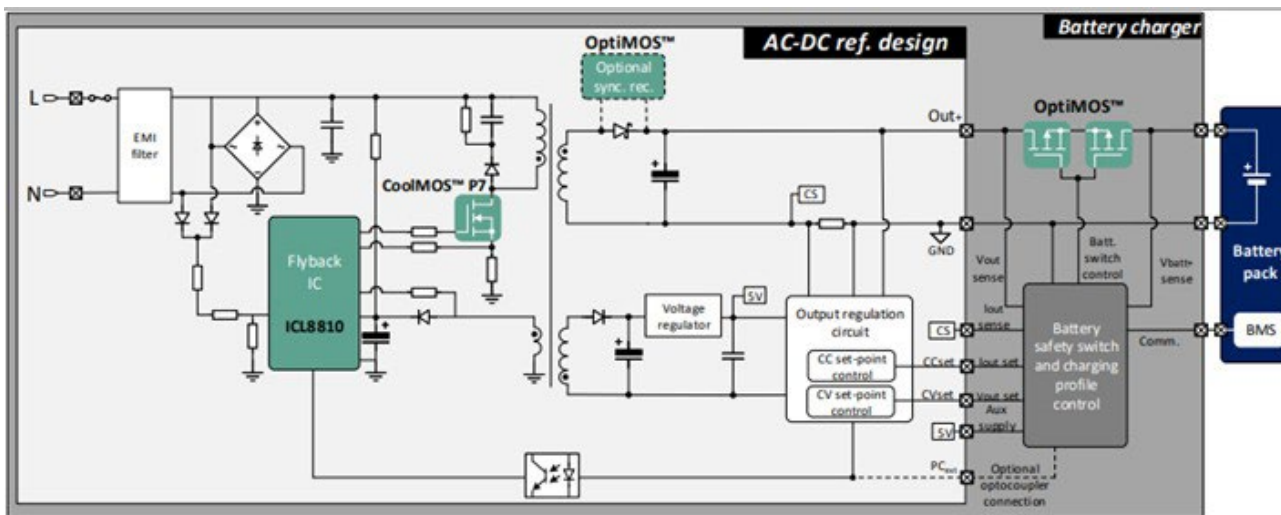 Battery charger
AC-DC ref. design
OptiMOS™
Optional
sync. rec.
L
N
EMI
filter
CoolMOS™ P7
Flyback
IC
ICL8810
Out+
CS
GND
Voltage
regulator
5V
Output regulation
circuit
CC set-point
control
CV set-point
control
CCset
CVset
CS
5V
PCext
OptiMOS™
Vout
sense
Batt.
switch
control
Vbatt+
sense
Iout
sense
Iout set
Vout set
Aux
supply
Comm.
Battery
safety switch
and charging
profile
control
Optional
optocoupler
connection
Battery
pack
BMS